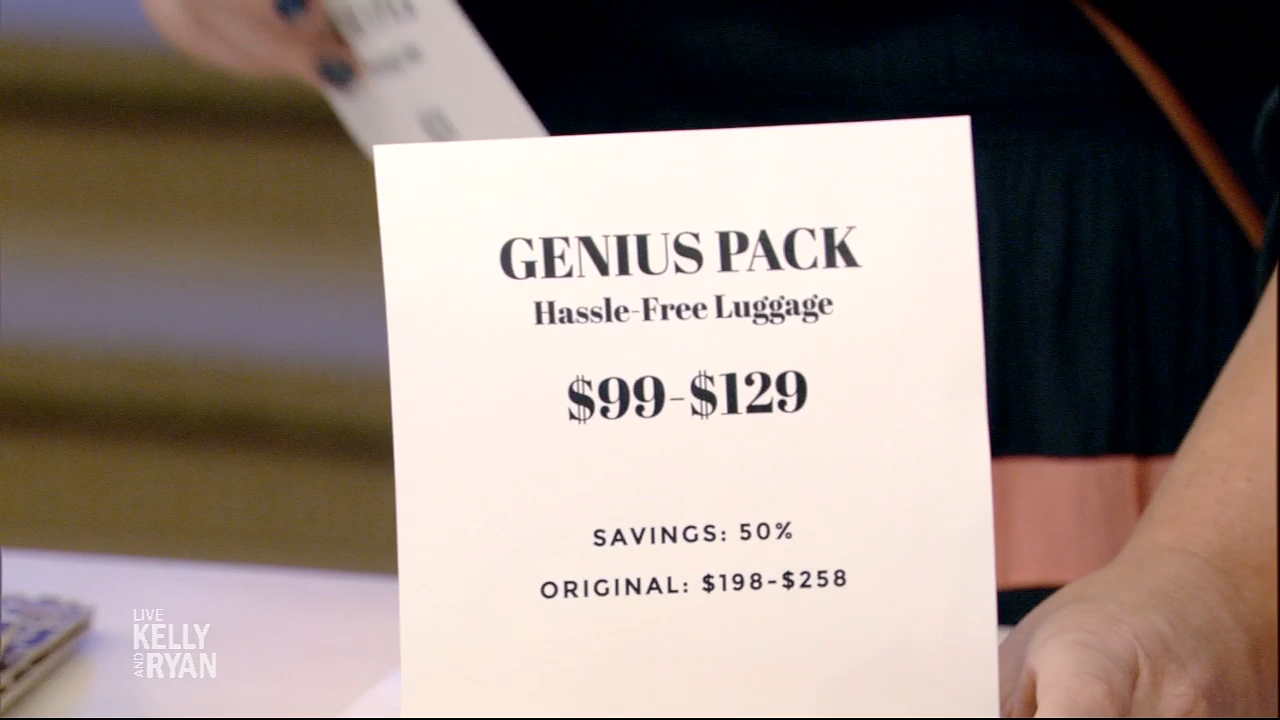 GENIUS PACK
Hassle-Free Luggage
$99-$129
SAVINGS: 50%
ORIGINAL: $198-$258
LIVE
KELLY
AND RYAN